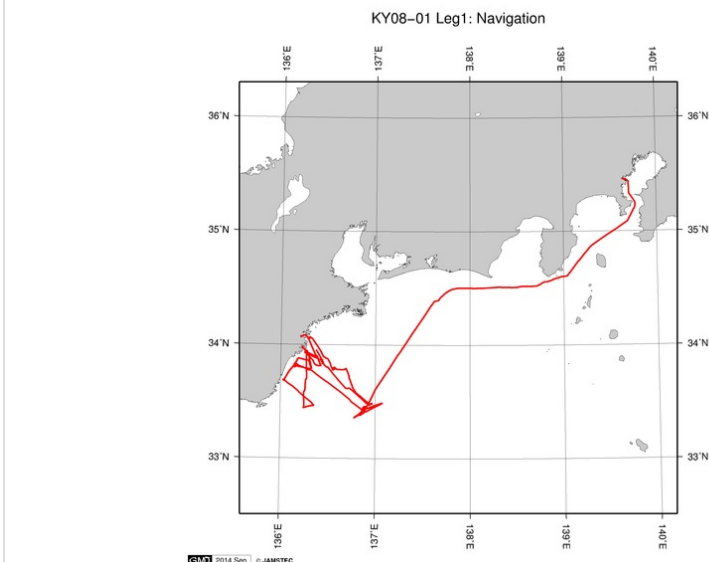 KY08−01 Leg1: Navigation
136˚E 137˚E 138˚E 139˚E 140˚E
36˚N 36˚N
35˚N 35˚N
34˚N 34˚N
33˚N 33˚N
136˚E 137˚E 138˚E 139˚E 140˚E
GMD 2014 Sep © JAMSTEC